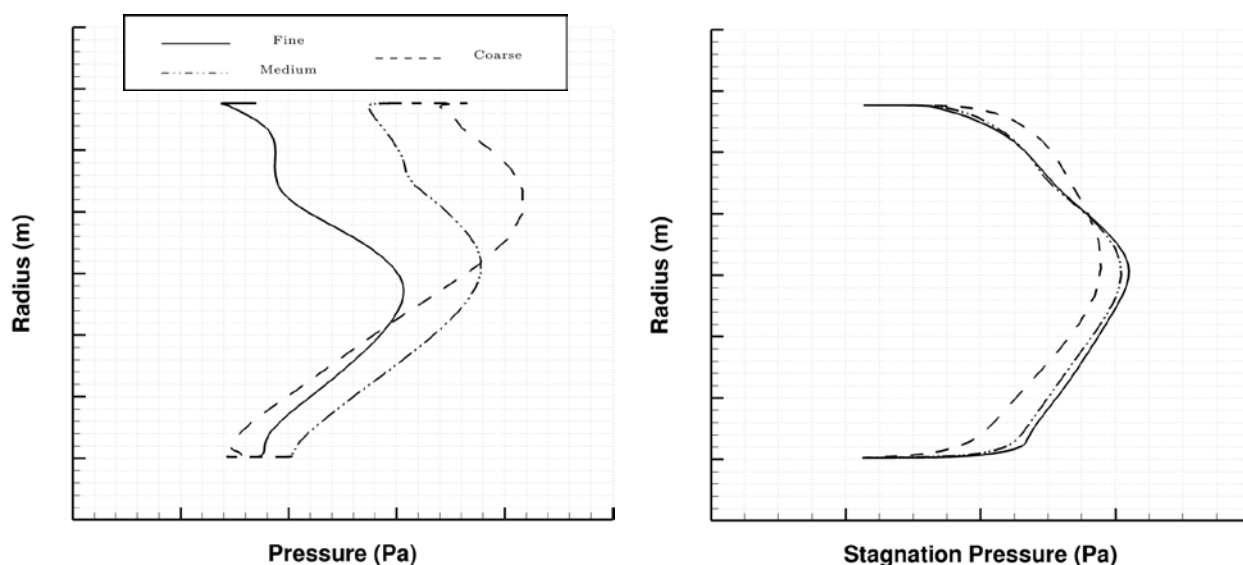 Fine
Coarse
Medium
Radius (m)
Pressure (Pa)
Radius (m)
Stagnation Pressure (Pa)